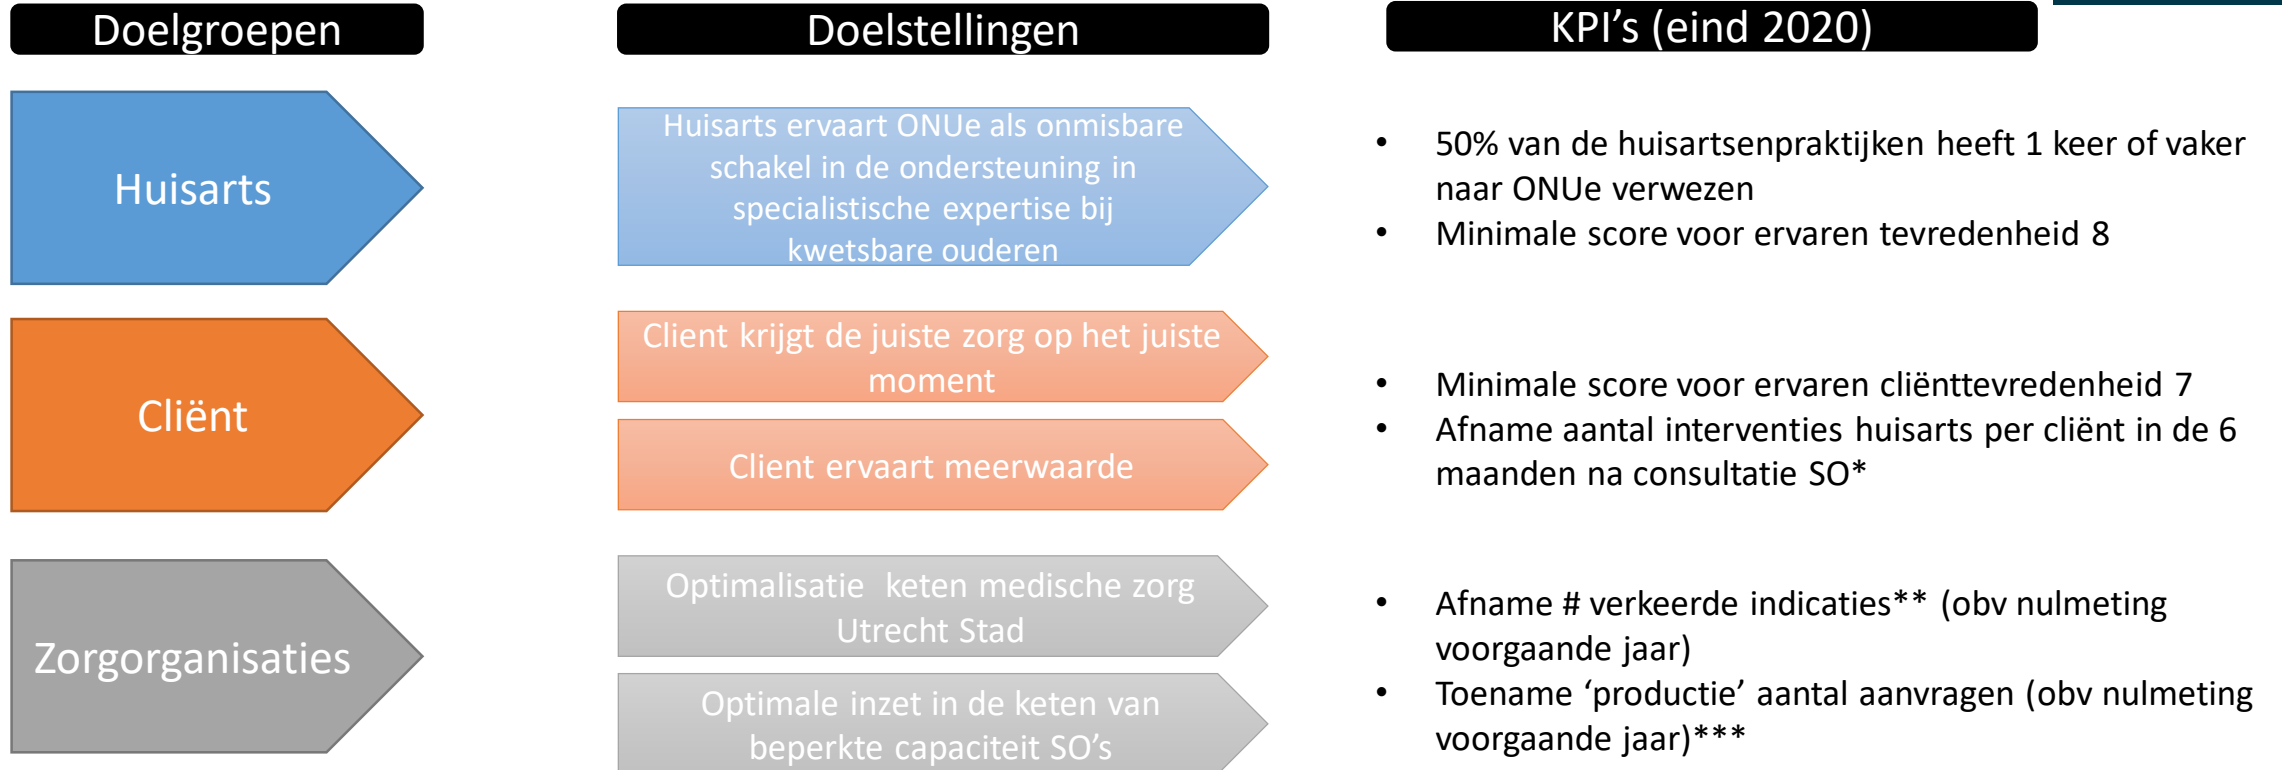 Doelgroepen
Doelstellingen
KPI's (eind 2020)
Huisarts
Huisarts ervaart ONUe als onmisbare
schakel in de ondersteuning in
specialistische expertise bij
kwetsbare ouderen
• 50% van de huisartsenpraktijken heeft 1 keer of vaker
naar ONUe verwezen
• Minimale score voor ervaren tevredenheid 8
Cliënt
Client krijgt de juiste zorg op het juiste
moment
Client ervaart meerwaarde
• Minimale score voor ervaren cliënttevredenheid 7
• Afname aantal interventies huisarts per cliënt in de 6
maanden na consultatie SO*
Zorgorganisaties
Optimalisatie keten medische zorg
Utrecht Stad
Optimale inzet in de keten van
beperkte capaciteit SO's
• Afname # verkeerde indicaties** (obv nulmeting
voorgaande jaar)
• Toename ‘productie’ aantal aanvragen (obv nulmeting
voorgaande jaar)***